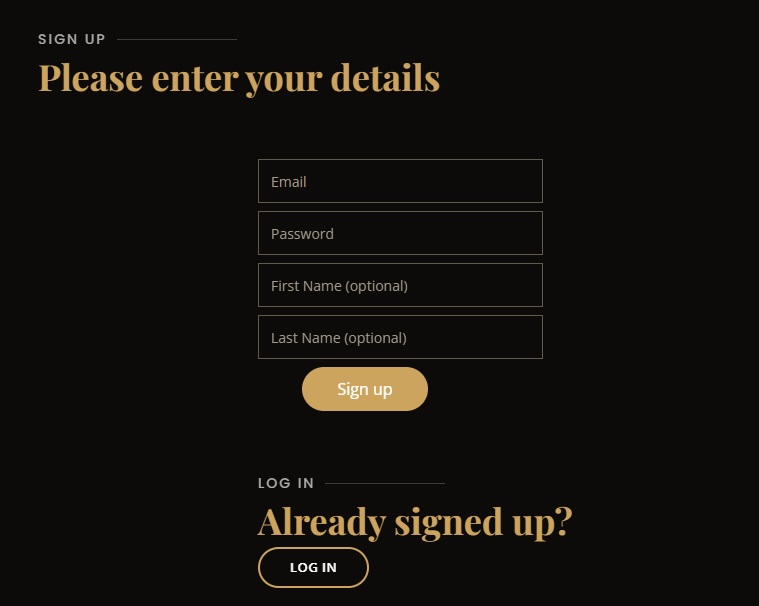 SIGN UP
Please enter your details
Email
Password
First Name (optional)
Last Name (optional)
Sign up
LOG IN
Already signed up?
LOG IN